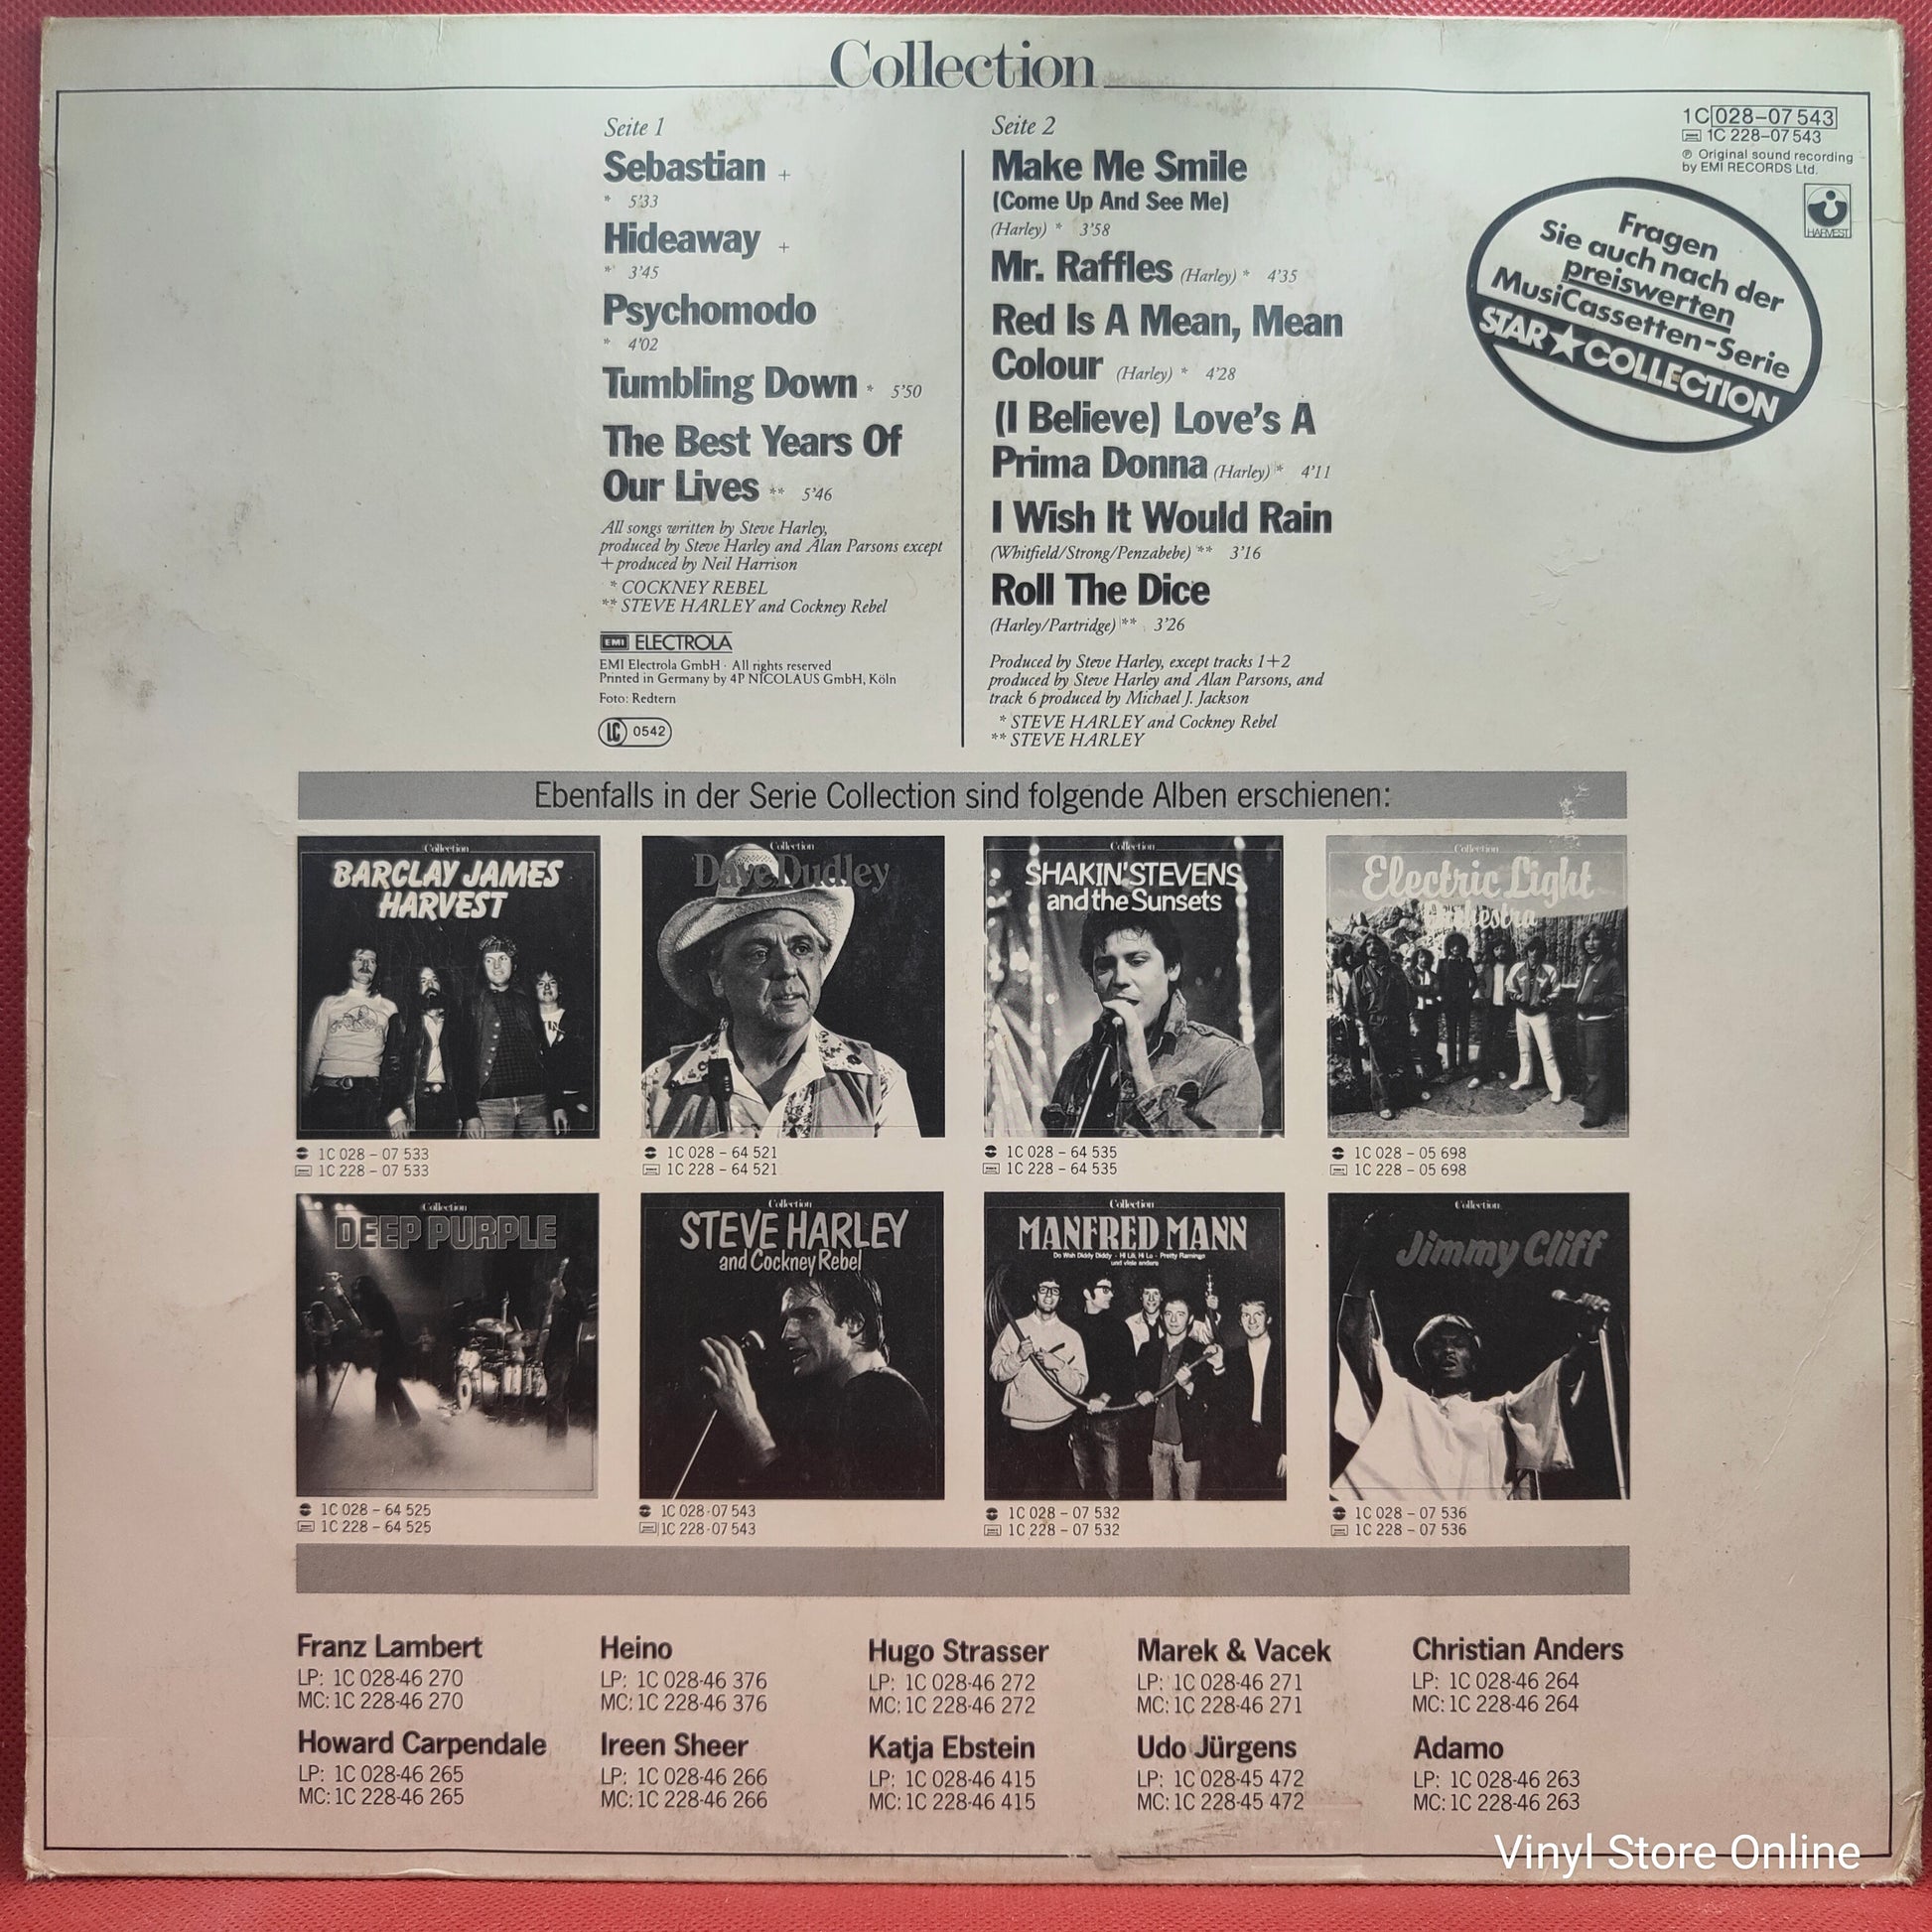 Collection
Seite 1
Sebastian +
* 5'33
Hideaway +
* 3'45
Psychomodo
* 4'02
Tumbling Down * 5'50
The Best Years Of
Our Lives ** 5'46
All songs written by Steve Harley,
produced by Steve Harley and Alan Parsons except
+ produced by Neil Harrison
* COCKNEY REBEL
** STEVE HARLEY and Cockney Rebel
EMI ELECTROLA
EMI Electrola GmbH · All rights reserved
Printed in Germany by 4P NICOLAUS GmbH, Köln
Foto: Redtern
LC 0542
Seite 2
Make Me Smile
(Come Up And See Me)
(Harley) * 3'58
Mr. Raffles (Harley) * 4'35
Red Is A Mean, Mean
Colour (Harley) * 4'28
(I Believe) Love's A
Prima Donna (Harley) * 4'11
I Wish It Would Rain
(Whitfield/Strong/Penzabebe) ** 3'16
Roll The Dice
(Harley/Partridge) ** 3'26
Produced by Steve Harley, except tracks 1+2
produced by Steve Harley and Alan Parsons, and
track 6 produced by Michael J. Jackson
* STEVE HARLEY and Cockney Rebel
** STEVE HARLEY
1C 028-07 543
1C 228-07 543
℗ Original sound recording
by EMI RECORDS Ltd.
HARVEST
Fragen
Sie auch nach der
preiswerten
MusiCassetten-Serie
STAR★COLLECTION
Ebenfalls in der Serie Collection sind folgende Alben erschienen:
Collection
BARCLAY JAMES
HARVEST
1C 028 – 07 533
1C 228 – 07 533
Collection
Dave Dudley
1C 028 – 64 521
1C 228 – 64 521
Collection
SHAKIN' STEVENS
and the Sunsets
1C 028 – 64 535
1C 228 – 64 535
Collection
Electric Light
Orchestra
1C 028 – 05 698
1C 228 – 05 698
Collection
DEEP PURPLE
1C 028 – 64 525
1C 228 – 64 525
Collection
STEVE HARLEY
and Cockney Rebel
1C 028-07 543
1C 228-07 543
Collection
MANFRED MANN
Do Wah Diddy Diddy - Hi Lili, Hi Lo - Pretty Flamingo
und viele andere
1C 028 – 07 532
1C 228 – 07 532
Collection
Jimmy Cliff
1C 028 – 07 536
1C 228 – 07 536
Franz Lambert
LP: 1C 028-46 270
MC: 1C 228-46 270
Heino
LP: 1C 028-46 376
MC: 1C 228-46 376
Hugo Strasser
LP: 1C 028-46 272
MC: 1C 228-46 272
Marek & Vacek
LP: 1C 028-46 271
MC: 1C 228-46 271
Christian Anders
LP: 1C 028-46 264
MC: 1C 228-46 264
Howard Carpendale
LP: 1C 028-46 265
MC: 1C 228-46 265
Ireen Sheer
LP: 1C 028-46 266
MC: 1C 228-46 266
Katja Ebstein
LP: 1C 028-46 415
MC: 1C 228-46 415
Udo Jürgens
LP: 1C 028-45 472
MC: 1C 228-45 472
Adamo
LP: 1C 028-46 263
MC: 1C 228-46 263
Vinyl Store Online